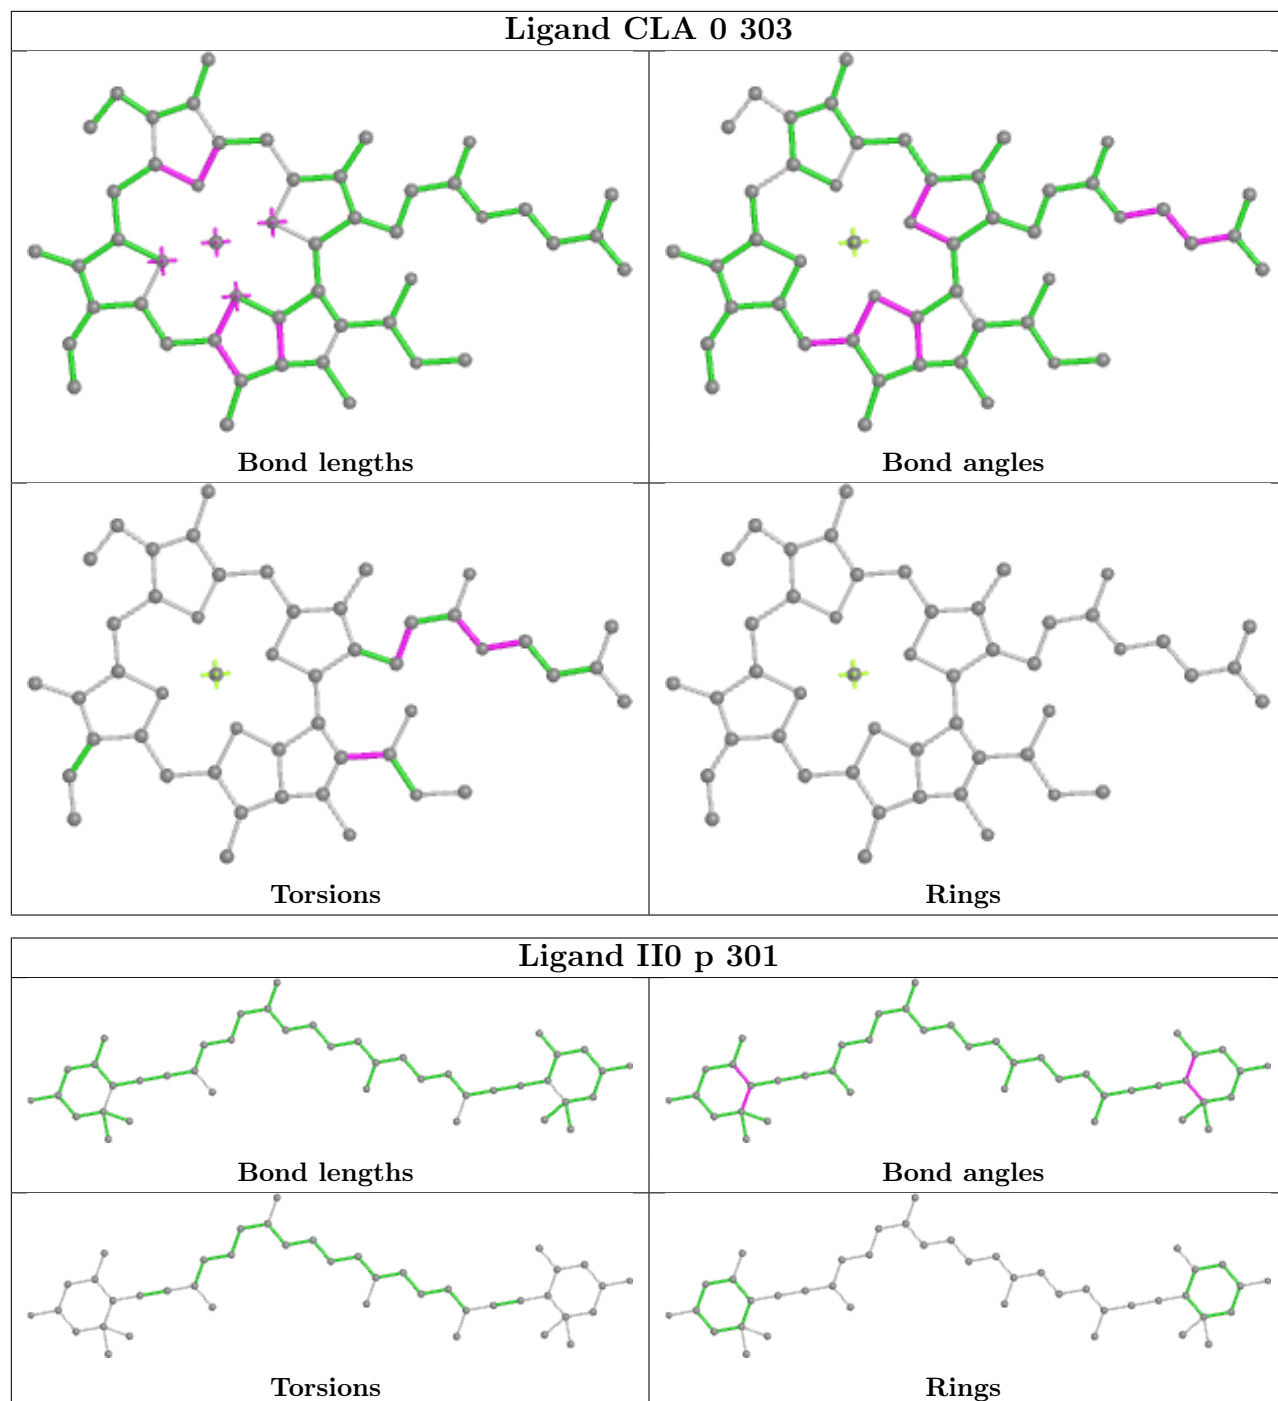 Ligand CLA 0 303
Bond lengths
Bond angles
Torsions
Rings
Ligand II0 p 301
Bond lengths
Bond angles
Torsions
Rings